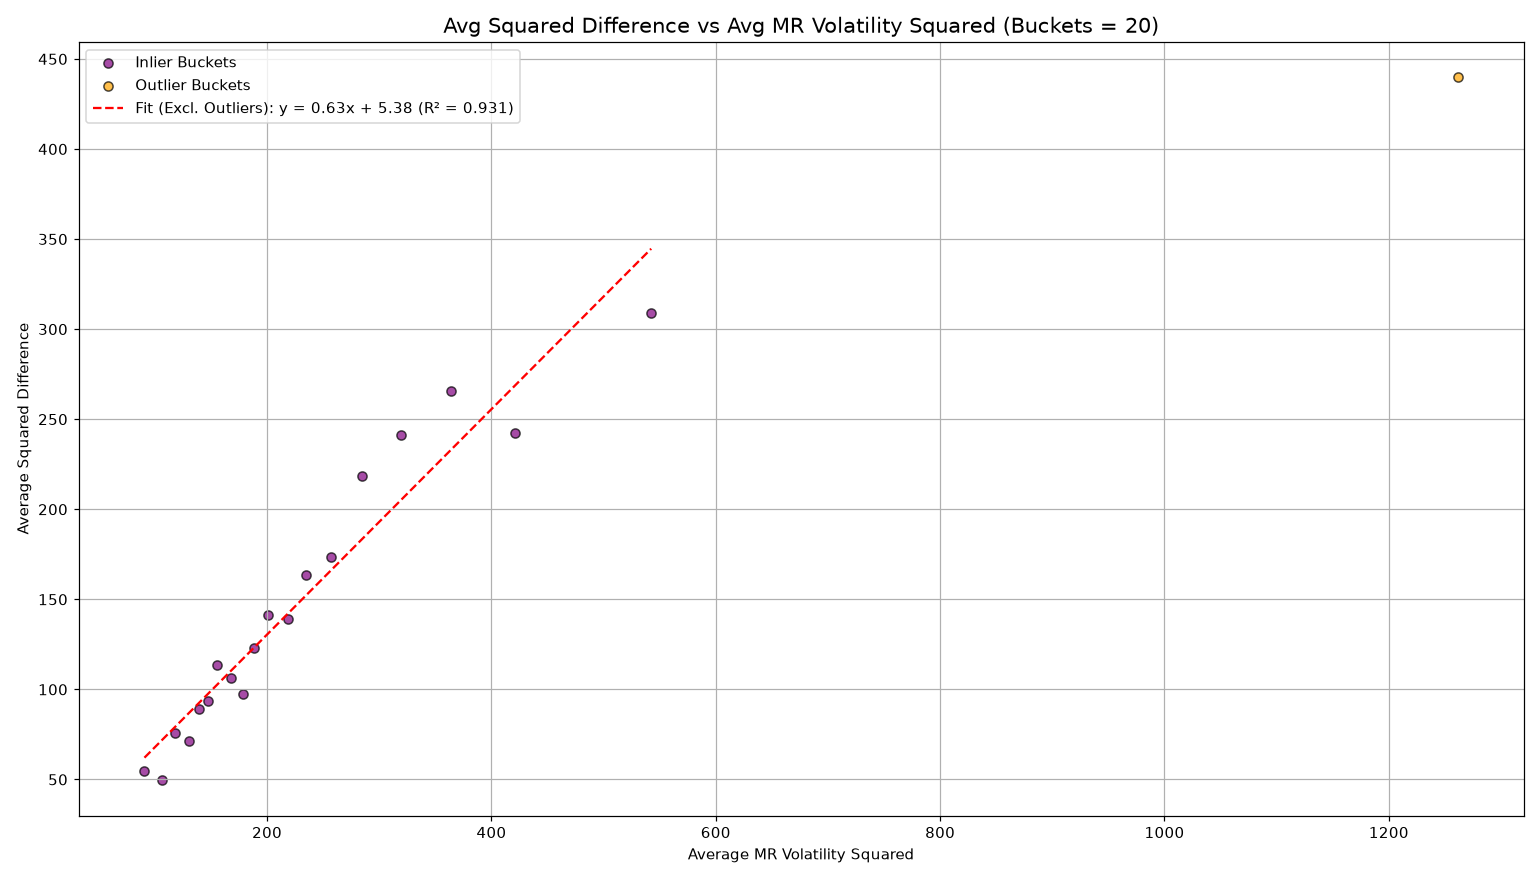 Avg Squared Difference vs Avg MR Volatility Squared (Buckets = 20)
Inlier Buckets
Outlier Buckets
Fit (Excl. Outliers): y = 0.63x + 5.38 (R² = 0.931)
450
400
350
300
250
200
150
100
50
Average Squared Difference
200 400 600 800 1000 1200
Average MR Volatility Squared